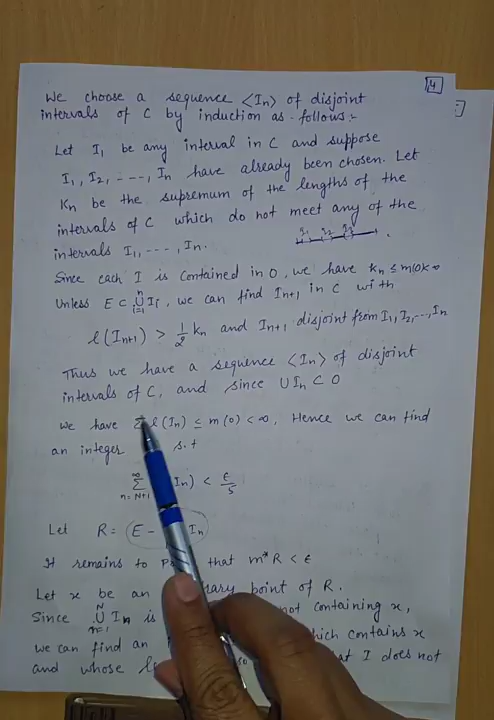 4
We choose a sequence <In> of disjoint
intervals of C by induction as follows:-
Let I1 be any interval in C and suppose
I1, I2, ----, In have already been chosen. Let
Kn be the supremum of the lengths of the
intervals of C which do not meet any of the
intervals I1, ----, In.
Since each I is contained in O, we have kn ≤ m(O)<∞
Unless E ⊂ ∪_{i=1}^{n} Ii, we can find In+1 in C with
l(In+1) > 1/2 kn and In+1 disjoint from I1, I2, ..., In
Thus we have a sequence <In> of disjoint
intervals of C, and since ∪In ⊂ O
we have l(In) ≤ m(O) < ∞, Hence we can find
an integer s.t
∑_{n=N+1}^{∞} In) < ε/5
Let R = E - In
It remains to that m*R < ε
Let x be an point of R.
Since ∪_{n=1}^{N} In is not containing x,
we can find an which contains x
and whose I does not